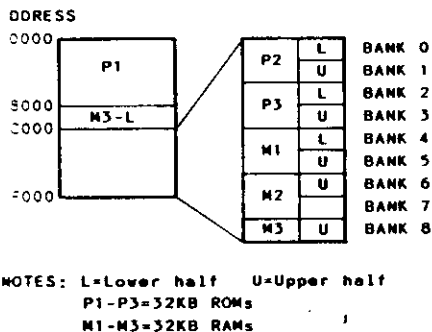 DDRESS
0000
P1
8000
M3-L
C000
F000
P2 L BANK 0
U BANK 1
P3 L BANK 2
U BANK 3
M1 L BANK 4
U BANK 5
M2 U BANK 6
BANK 7
M3 U BANK 8
NOTES: L=Lower half U=Upper half
P1-P3=32KB ROMs
M1-M3=32KB RAMs